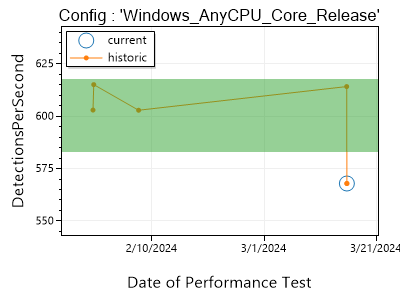 Config : 'Windows_AnyCPU_Core_Release'
current
historic
DetectionsPerSecond
625
600
575
550
2/10/2024
3/1/2024
3/21/2024
Date of Performance Test